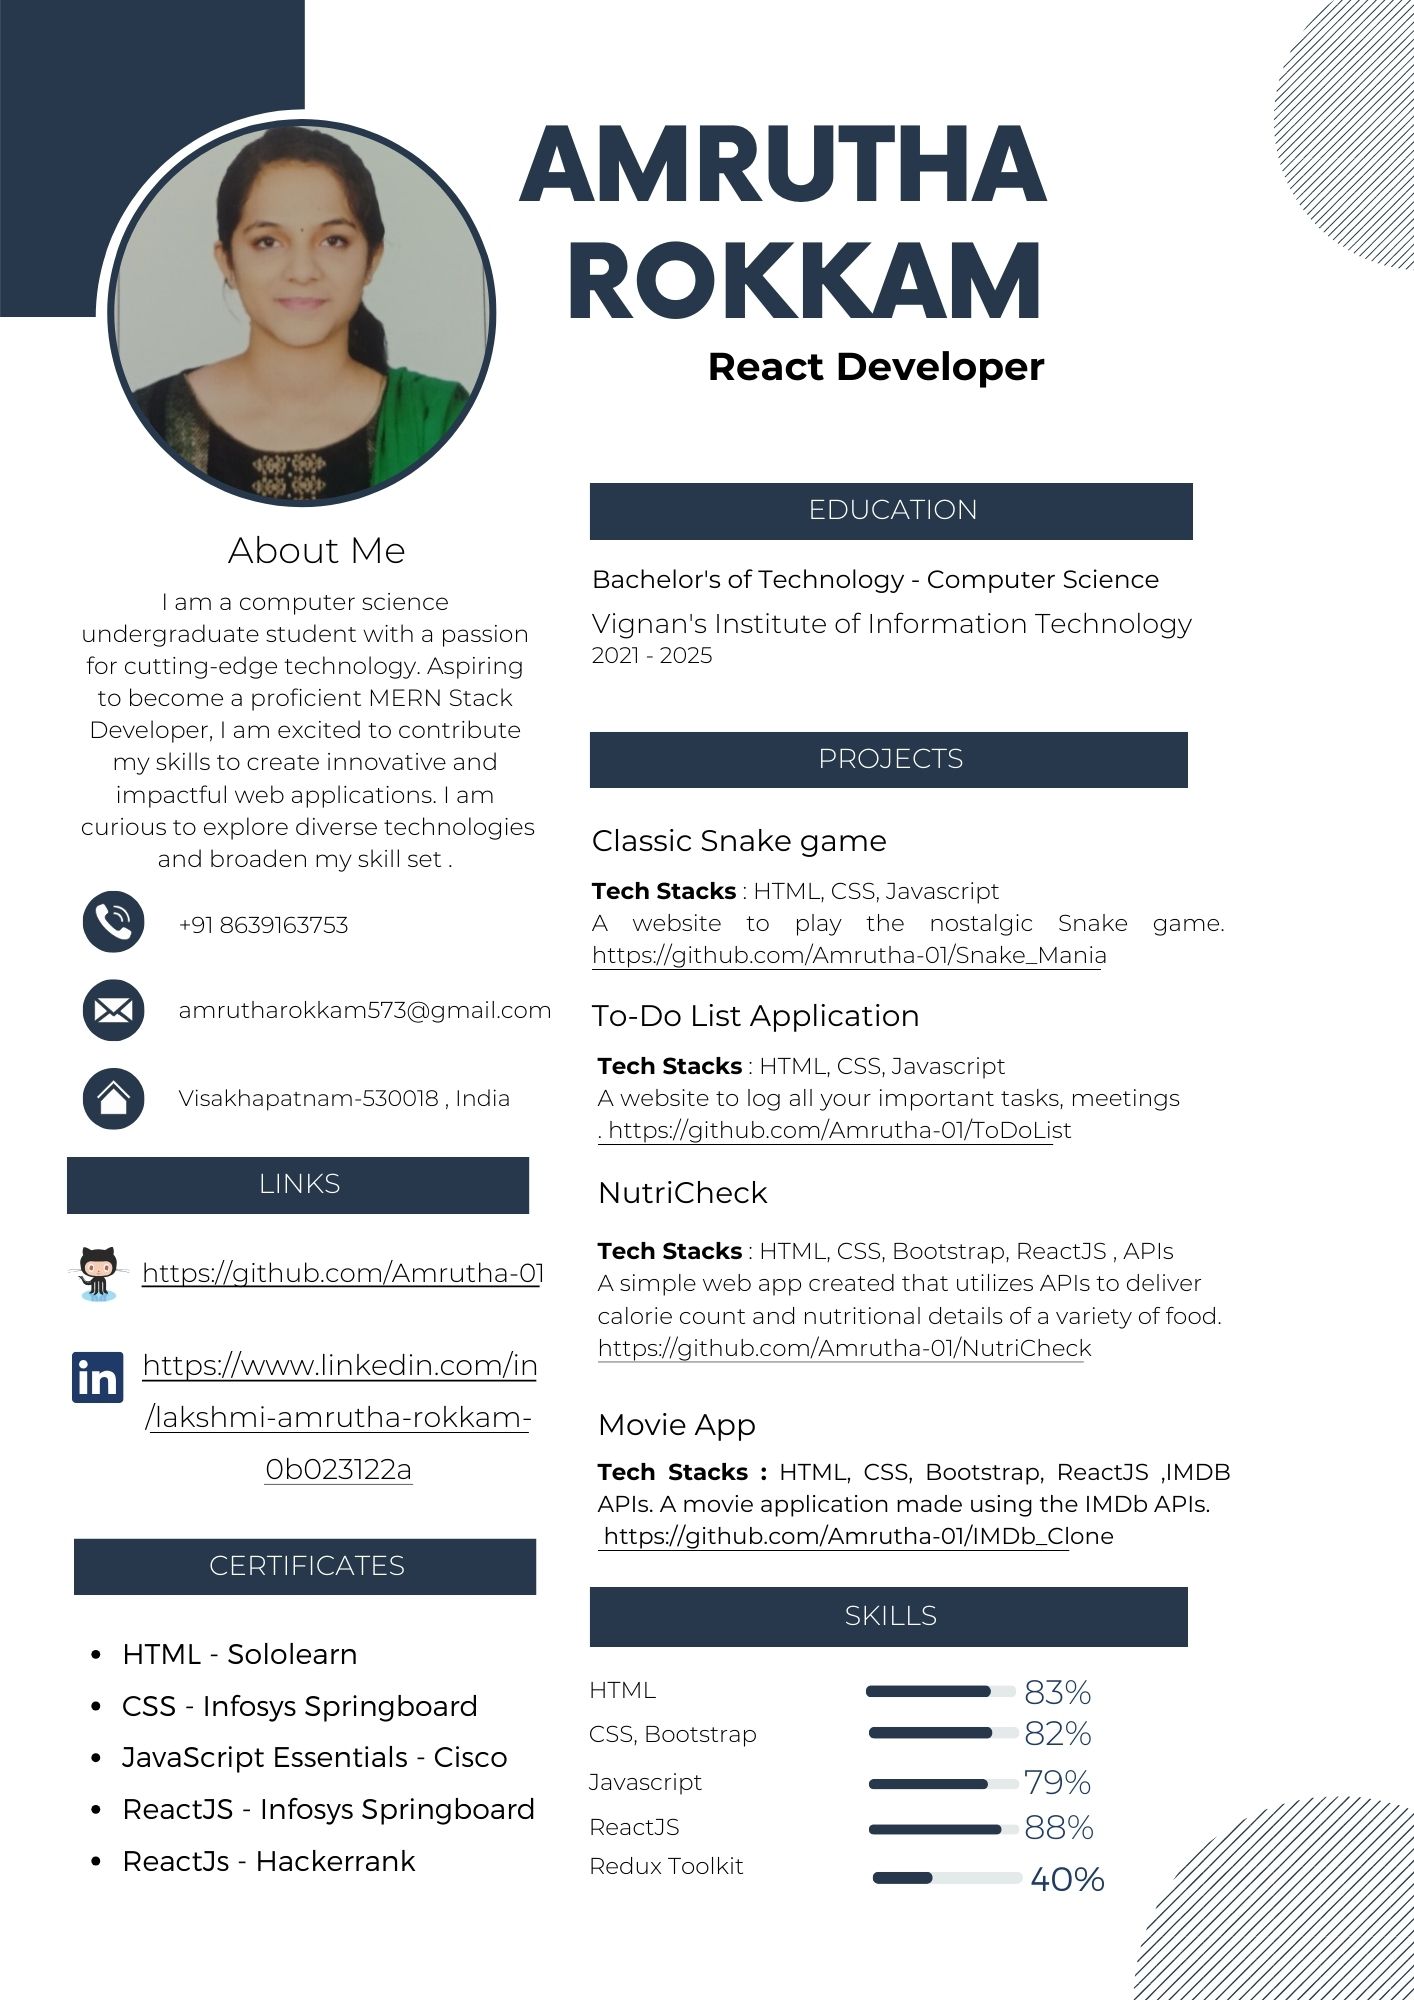 AMRUTHA
ROKKAM
React Developer
About Me
I am a computer science
undergraduate student with a passion
for cutting-edge technology. Aspiring
to become a proficient MERN Stack
Developer, I am excited to contribute
my skills to create innovative and
impactful web applications. I am
curious to explore diverse technologies
and broaden my skill set .
+91 8639163753
amrutharokkam573@gmail.com
Visakhapatnam-530018 , India
LINKS
https://github.com/Amrutha-01
in
https://www.linkedin.com/in
/lakshmi-amrutha-rokkam-
0b023122a
CERTIFICATES
• HTML - Sololearn
• CSS - Infosys Springboard
• JavaScript Essentials - Cisco
• ReactJS - Infosys Springboard
• ReactJs - Hackerrank
EDUCATION
Bachelor's of Technology - Computer Science
Vignan's Institute of Information Technology
2021 - 2025
PROJECTS
Classic Snake game
Tech Stacks : HTML, CSS, Javascript
A website to play the nostalgic Snake game.
https://github.com/Amrutha-01/Snake_Mania
To-Do List Application
Tech Stacks : HTML, CSS, Javascript
A website to log all your important tasks, meetings
. https://github.com/Amrutha-01/ToDoList
NutriCheck
Tech Stacks : HTML, CSS, Bootstrap, ReactJS , APIs
A simple web app created that utilizes APIs to deliver
calorie count and nutritional details of a variety of food.
https://github.com/Amrutha-01/NutriCheck
Movie App
Tech Stacks : HTML, CSS, Bootstrap, ReactJS ,IMDB
APIs. A movie application made using the IMDb APIs.
https://github.com/Amrutha-01/IMDb_Clone
SKILLS
HTML 83%
CSS, Bootstrap 82%
Javascript 79%
ReactJS 88%
Redux Toolkit 40%